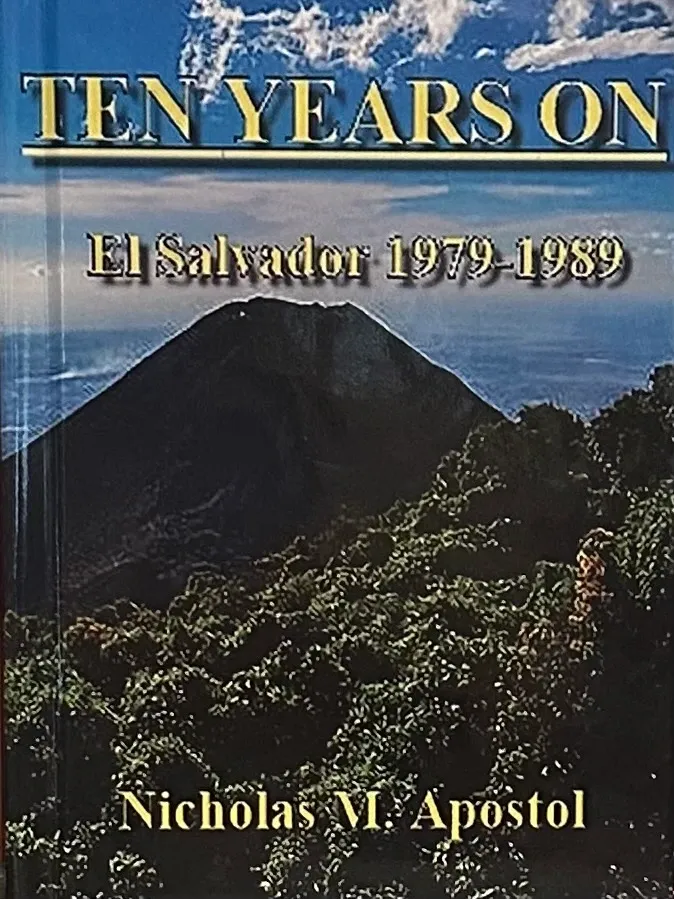 TEN YEARS ON
El Salvador 1979-1989
Nicholas M. Apostol